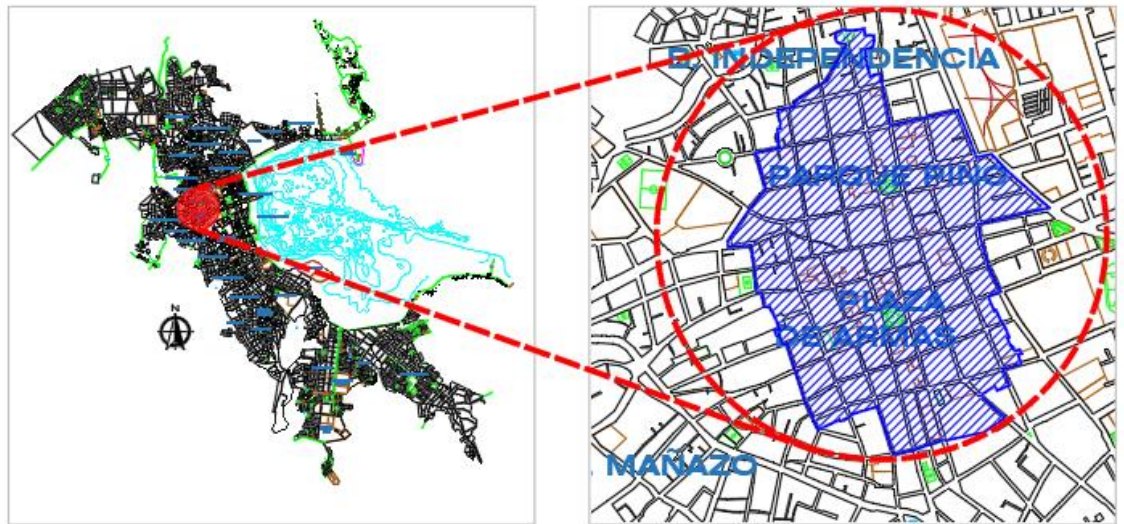 N
B. INDEPENDENCIA
PARQUE PINO
PLAZA
DE ARMAS
MAÑAZO